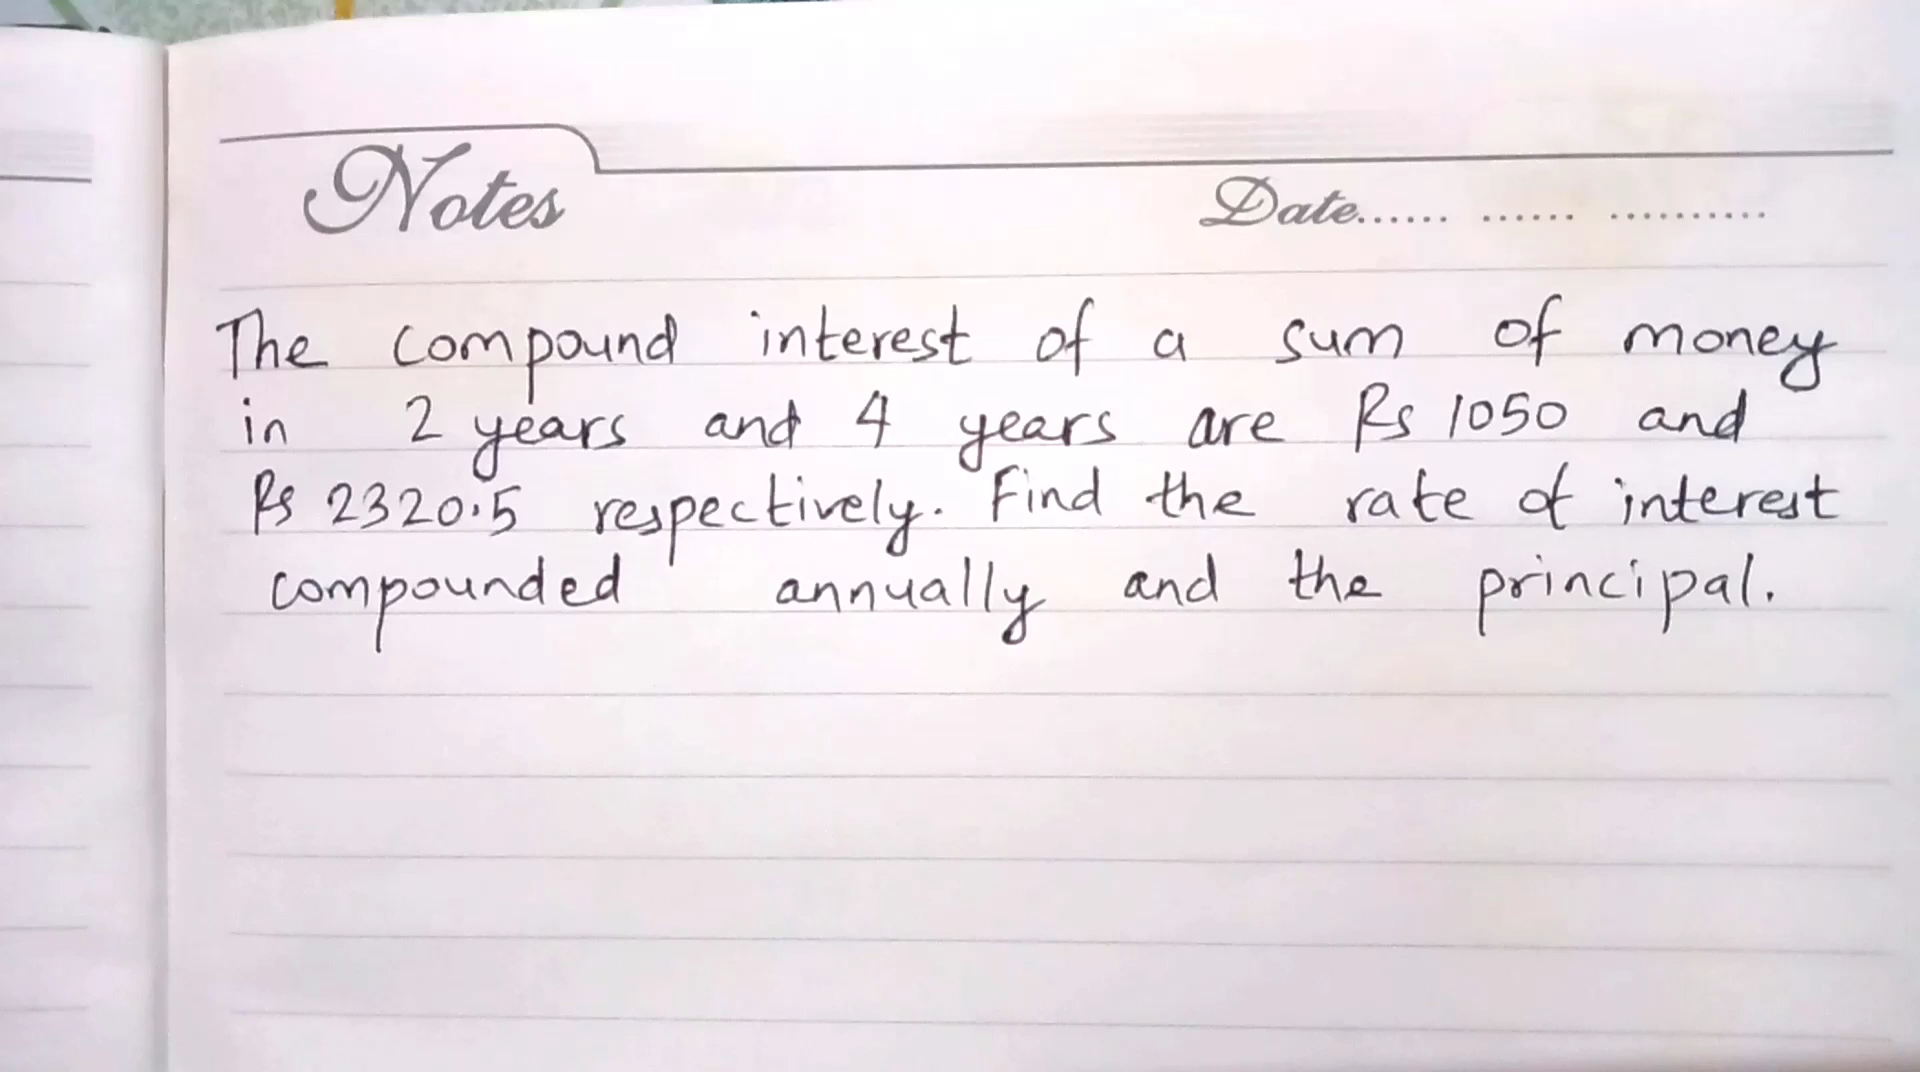 Notes
Date...... ...... ..........
The compound interest of a sum of money
in 2 years and 4 years are Rs 1050 and
Rs 2320.5 respectively. Find the rate of interest
compounded annually and the principal.